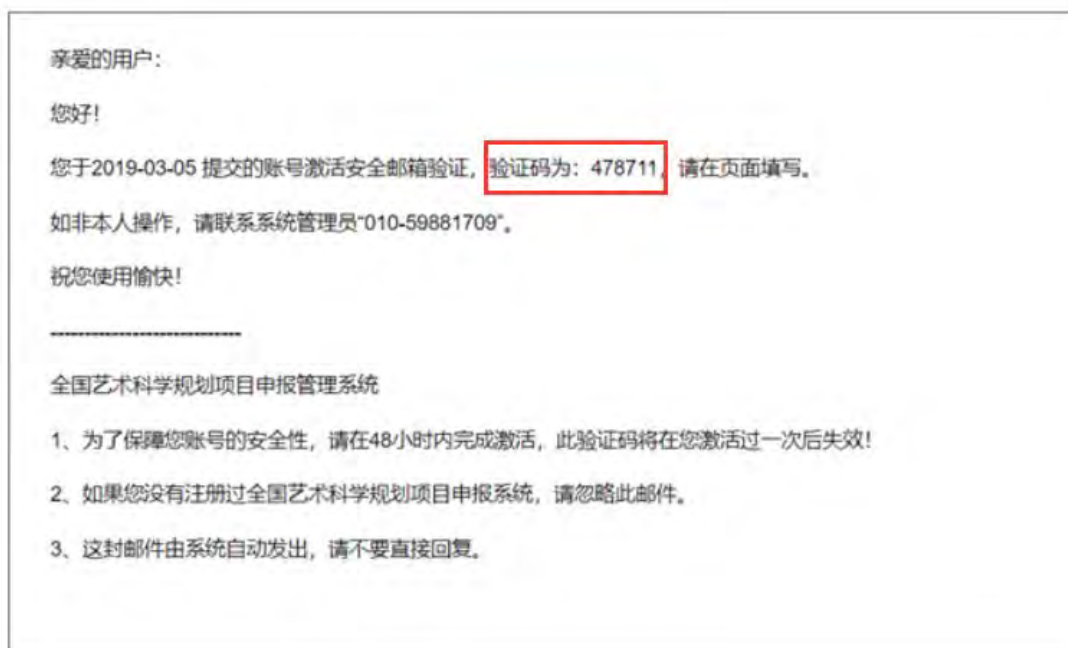 亲爱的用户：
您好！
您于2019-03-05 提交的账号激活安全邮箱验证，验证码为：478711，请在页面填写。
如非本人操作，请联系系统管理员“010-59881709”。
祝您使用愉快！
----------------------------
全国艺术科学规划项目申报管理系统
1、为了保障您账号的安全性，请在48小时内完成激活，此验证码将在您激活过一次后失效！
2、如果您没有注册过全国艺术科学规划项目申报系统，请忽略此邮件。
3、这封邮件由系统自动发出，请不要直接回复。